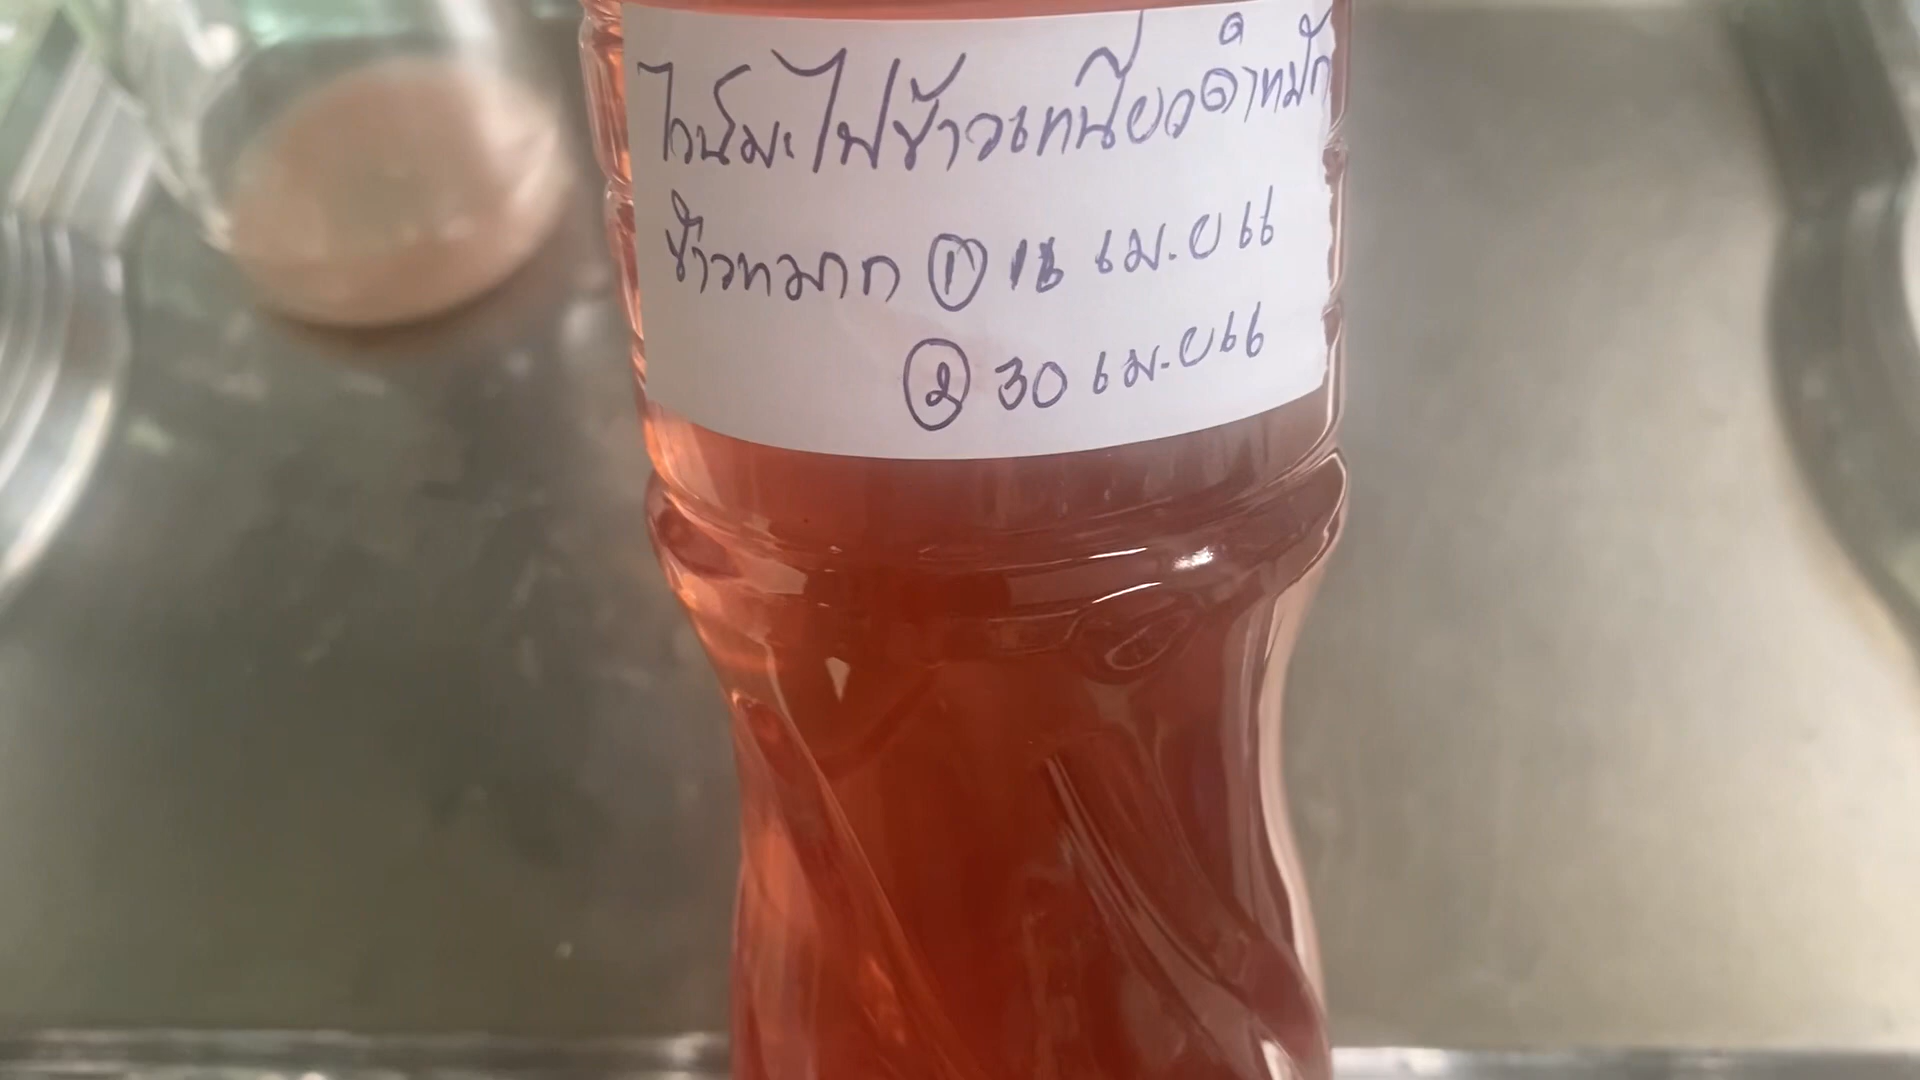 ไวน์มะไฟข้าวเหนียวดำหมัก
ข้าวหมาก ① 15 เม.ย 66
② 30 เม.ย 66